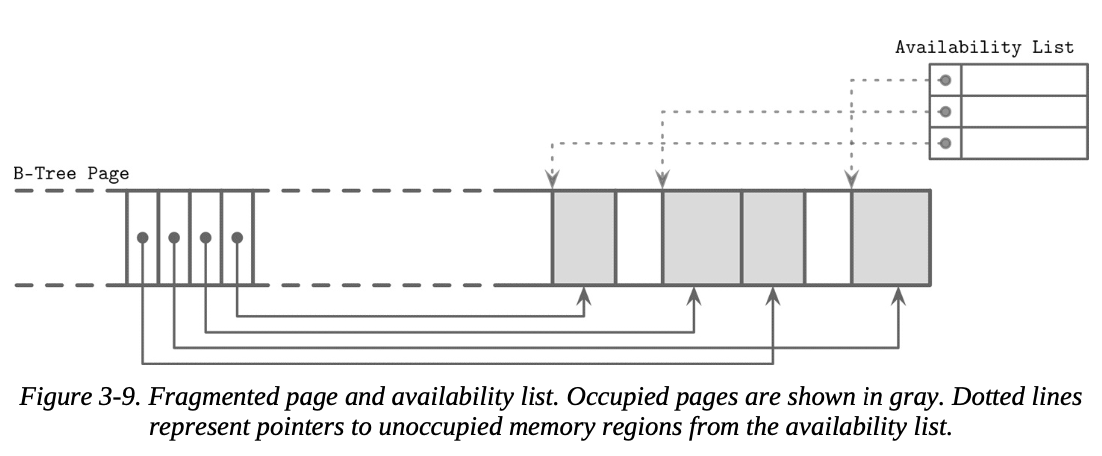 Availability List
B-Tree Page
Figure 3-9. Fragmented page and availability list. Occupied pages are shown in gray. Dotted lines
represent pointers to unoccupied memory regions from the availability list.